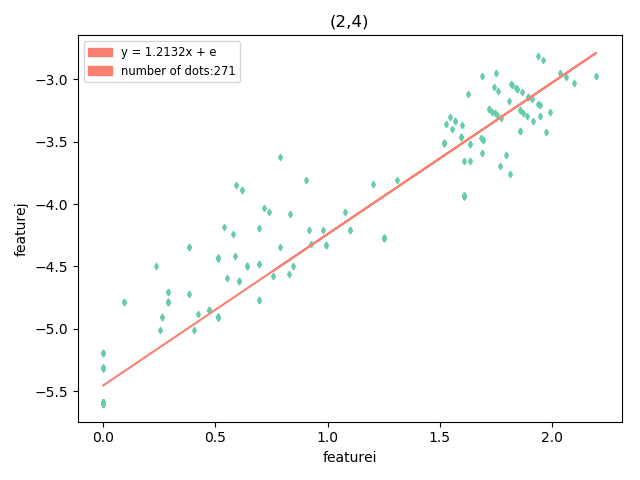 (2,4)
y = 1.2132x + e
number of dots:271
−3.0
−3.5
−4.0
−4.5
−5.0
−5.5
featurej
0.0 0.5 1.0 1.5 2.0
featurei